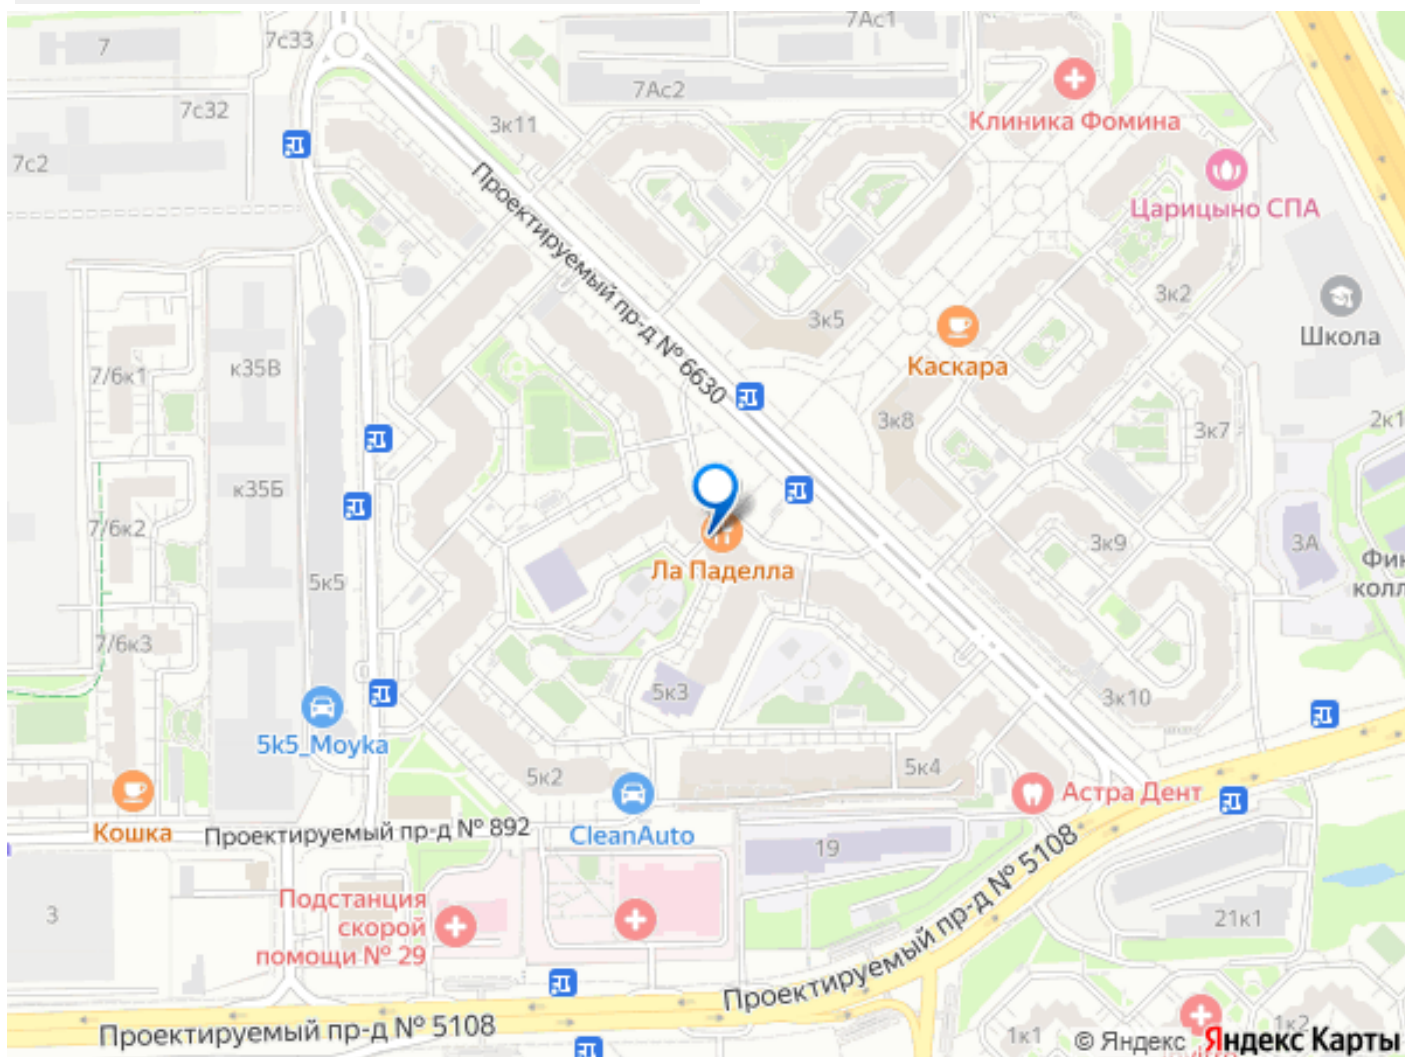 7Ас1
7с33
7
7Ас2
7с32
3к11
Клиника Фомина
7с2
Проектируемый пр-д № 6630
Царицыно СПА
3к2
3к5
Школа
Каскара
к35В
7/6к1
3к8
3к7
2к1
к35Б
7/6к2
3к9
3А
Ла Паделла
5к5
7/6к3
5к3
3к10
5k5_Moyka
5к2
5к4
Астра Дент
Кошка
Проектируемый пр-д № 892
CleanAuto
19
Проектируемый пр-д № 5108
Подстанция
скорой
помощи № 29
3
21к1
Проектируемый пр-д № 5108
1к1
1к2
© Яндекс Яндекс Карты